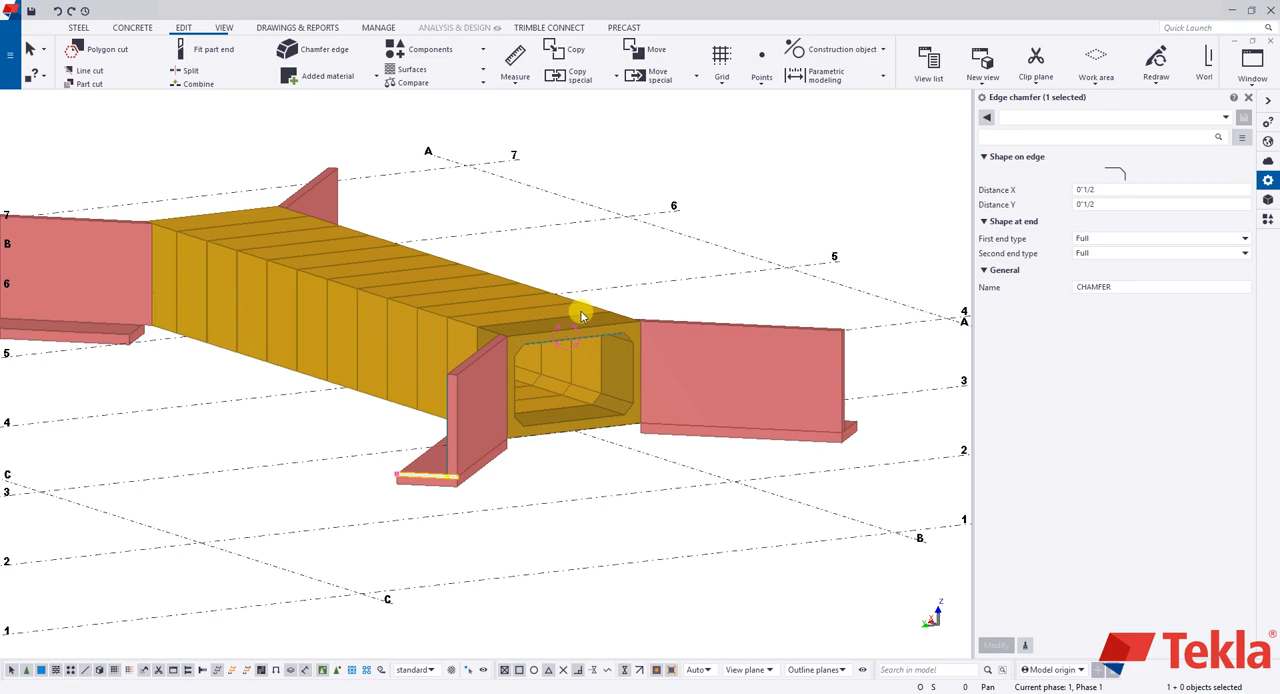 STEEL CONCRETE EDIT VIEW DRAWINGS & REPORTS MANAGE ANALYSIS & DESIGN TRIMBLE CONNECT PRECAST Quick Launch
Polygon cut
Line cut
Part cut
Fit part end
Split
Combine
Chamfer edge
Added material
Components
Surfaces
Compare
Measure
Copy
Copy special
Move
Move special
Grid
Points
Construction object
Parametric modeling
View list
New view
Clip plane
Work area
Redraw
Worl
Window
Edge chamfer (1 selected)
Shape on edge
Distance X 0"1/2
Distance Y 0"1/2
Shape at end
First end type Full
Second end type Full
General
Name CHAMFER
Modify
A
7
6
5
4
A
3
2
1
B
C
7
B
6
5
4
C
3
2
1
Z
Tekla®
standard
Auto
View plane
Outline planes
Search in model
Model origin
O S 0 Pan Current phase: 1, Phase 1 1 + 0 objects selected